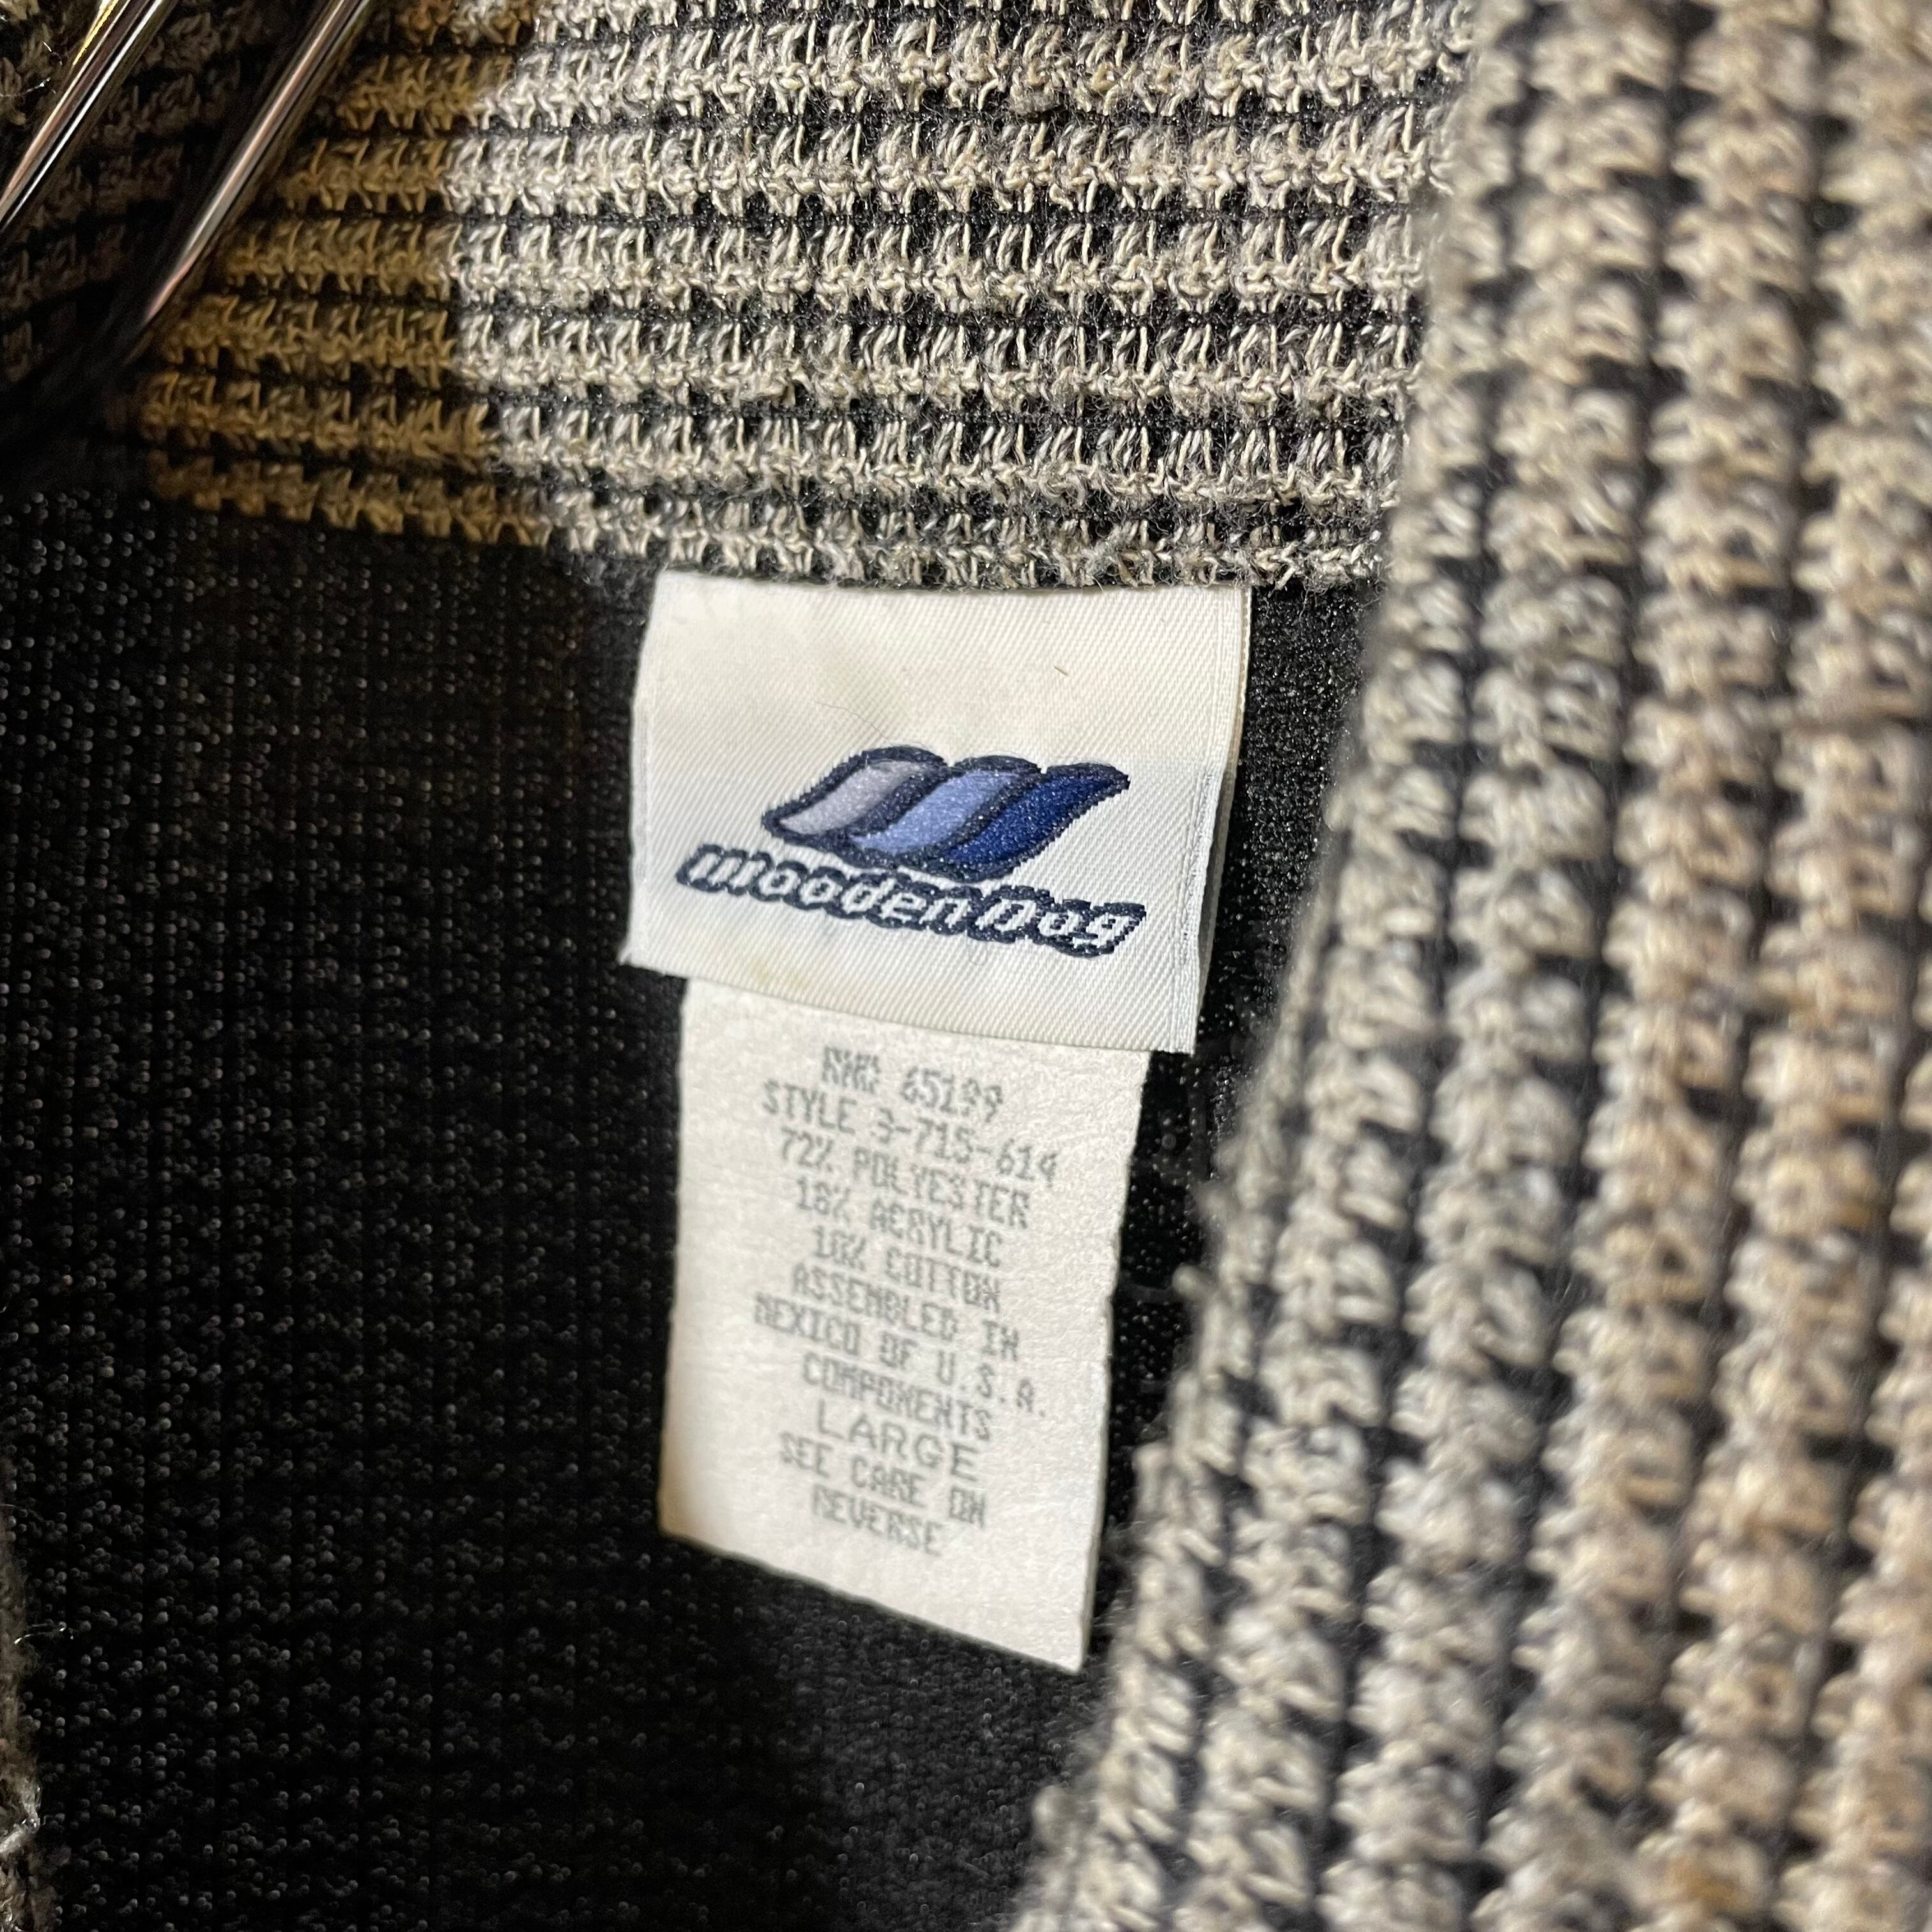 Wooden Dog
RN# 65199
STYLE 3-715-614
72% POLYESTER
18% ACRYLIC
10% COTTON
ASSEMBLED IN
MEXICO OF U.S.A.
COMPONENTS
LARGE
SEE CARE ON
REVERSE